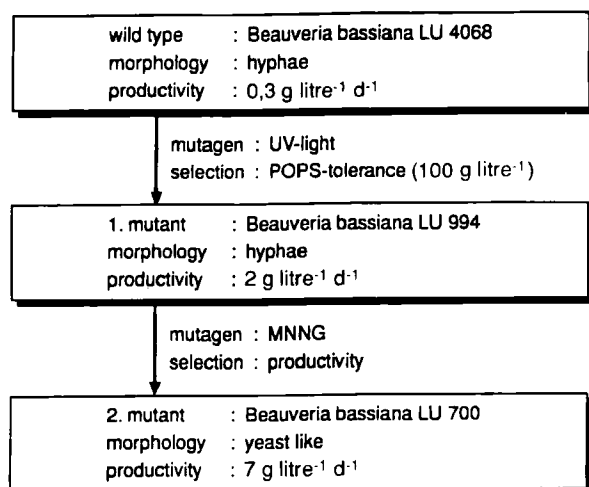 wild type : Beauveria bassiana LU 4068
morphology : hyphae
productivity : 0,3 g litre⁻¹ d⁻¹
mutagen : UV-light
selection : POPS-tolerance (100 g litre⁻¹)
1. mutant : Beauveria bassiana LU 994
morphology : hyphae
productivity : 2 g litre⁻¹ d⁻¹
mutagen : MNNG
selection : productivity
2. mutant : Beauveria bassiana LU 700
morphology : yeast like
productivity : 7 g litre⁻¹ d⁻¹